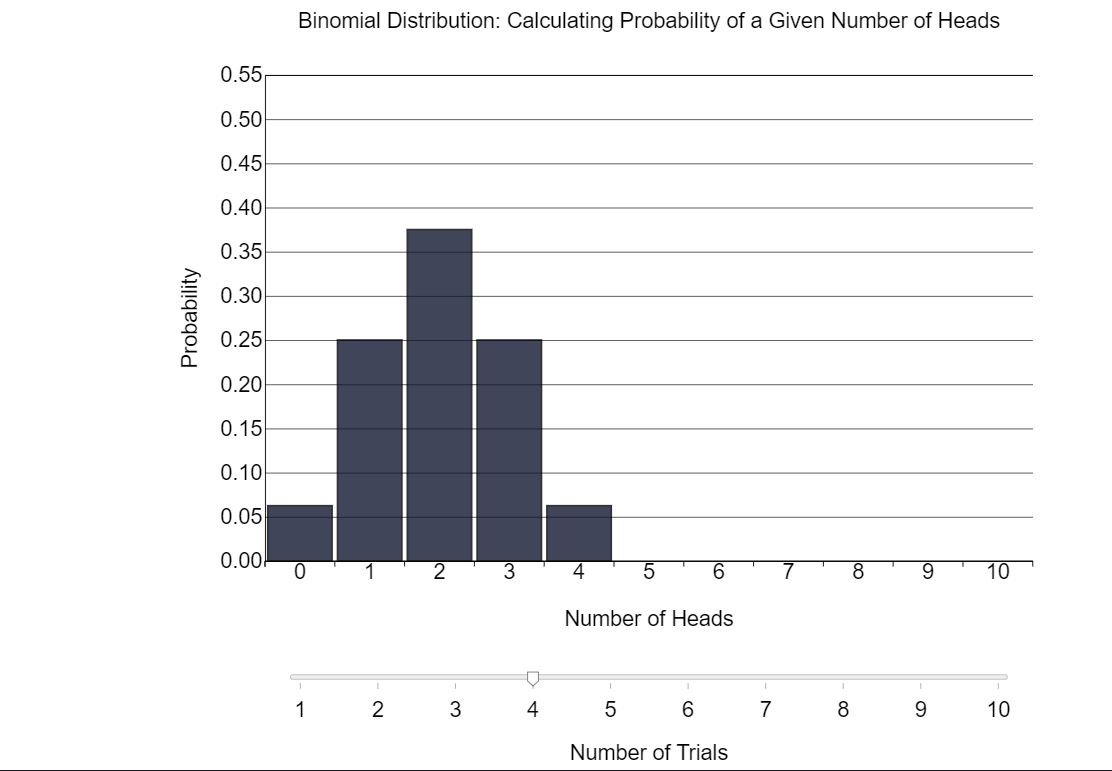 Binomial Distribution: Calculating Probability of a Given Number of Heads
0.55
0.50
0.45
0.40
0.35
0.30
0.25
0.20
0.15
0.10
0.05
0.00
Probability
0 1 2 3 4 5 6 7 8 9 10
Number of Heads
1 2 3 4 5 6 7 8 9 10
Number of Trials